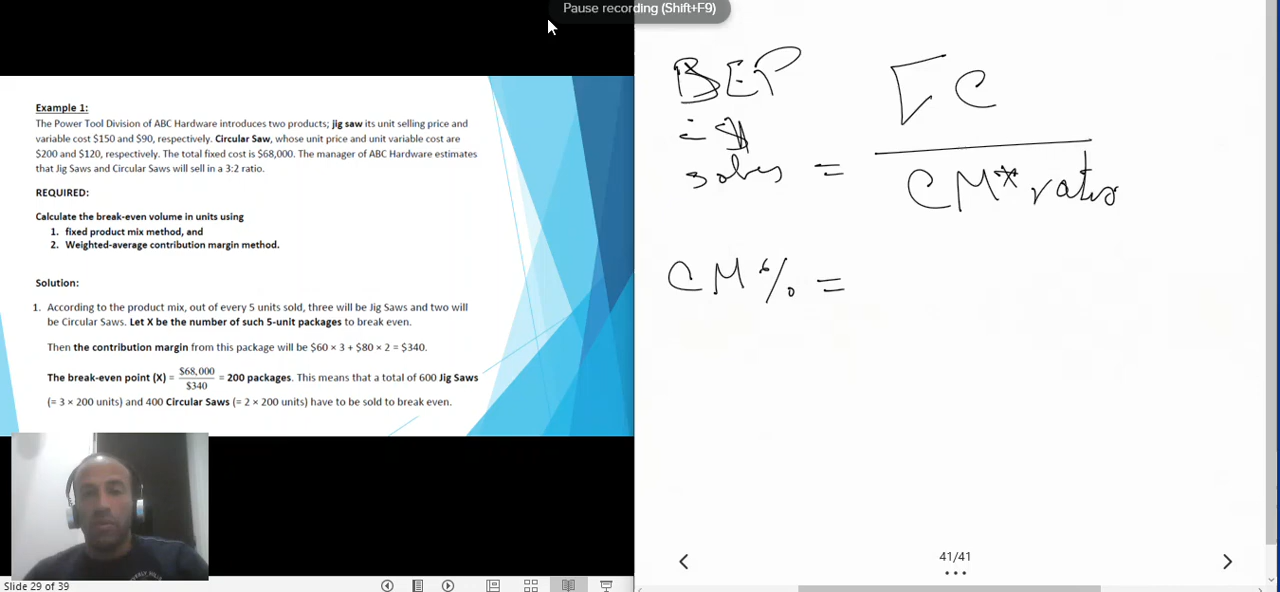 Pause recording (Shift+F9)
Example 1:
The Power Tool Division of ABC Hardware introduces two products; jig saw its unit selling price and
variable cost $150 and $90, respectively. Circular Saw, whose unit price and unit variable cost are
$200 and $120, respectively. The total fixed cost is $68,000. The manager of ABC Hardware estimates
that Jig Saws and Circular Saws will sell in a 3:2 ratio.
REQUIRED:
Calculate the break-even volume in units using
1. fixed product mix method, and
2. Weighted-average contribution margin method.
Solution:
1. According to the product mix, out of every 5 units sold, three will be Jig Saws and two will
be Circular Saws. Let X be the number of such 5-unit packages to break even.
Then the contribution margin from this package will be $60 × 3 + $80 × 2 = $340.
The break-even point (X) = $68,000 / $340 = 200 packages. This means that a total of 600 Jig Saws
(= 3 × 200 units) and 400 Circular Saws (= 2 × 200 units) have to be sold to break even.
Slide 29 of 39
BEP
in $
sales =
FC
CM* ratio
CM % =
41/41